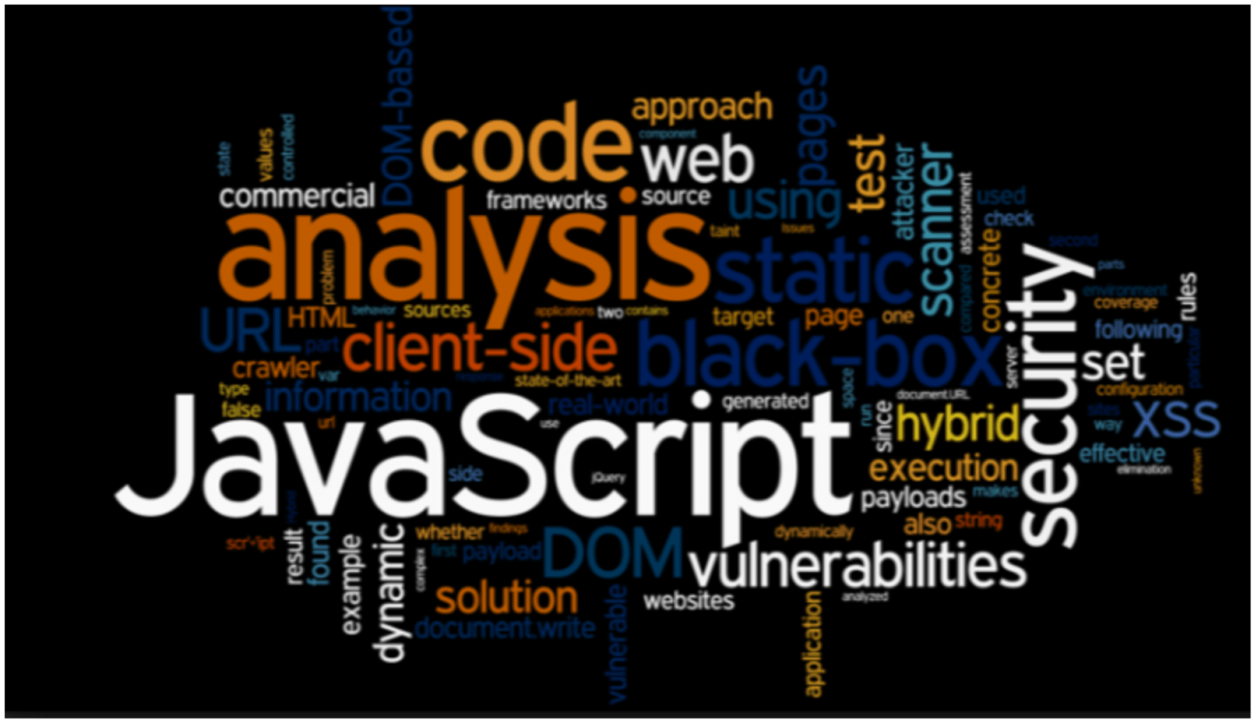 DOM-based
approach
pages
code
component
web
test
state
values
controlled
commercial
frameworks
source
using
attacker
scanner
assessment
used
check
analysis
taint
Issues
static
concrete
compared
second
security
parts
problem
environment
coverage
rules
URL
HTML
behavior
sources
applications
two
contains
target
page
one
following
particular
part
client-side
black-box
server
set
crawler
var
response
state-of-the-art
space
configuration
type
information
real-world
generated
document.URL
false
url
use
run
since
hybrid
sites
way
XSS
JavaScript
side
jQuery
execution
effective
elimination
unknown
payloads
makes
result
found
example
dynamic
whether
findings
dynamically
also
string
scr'+'ipt
complex
first
payload
DOM
vulnerabilities
solution
vulnerable
websites
application
analyzed
document.write